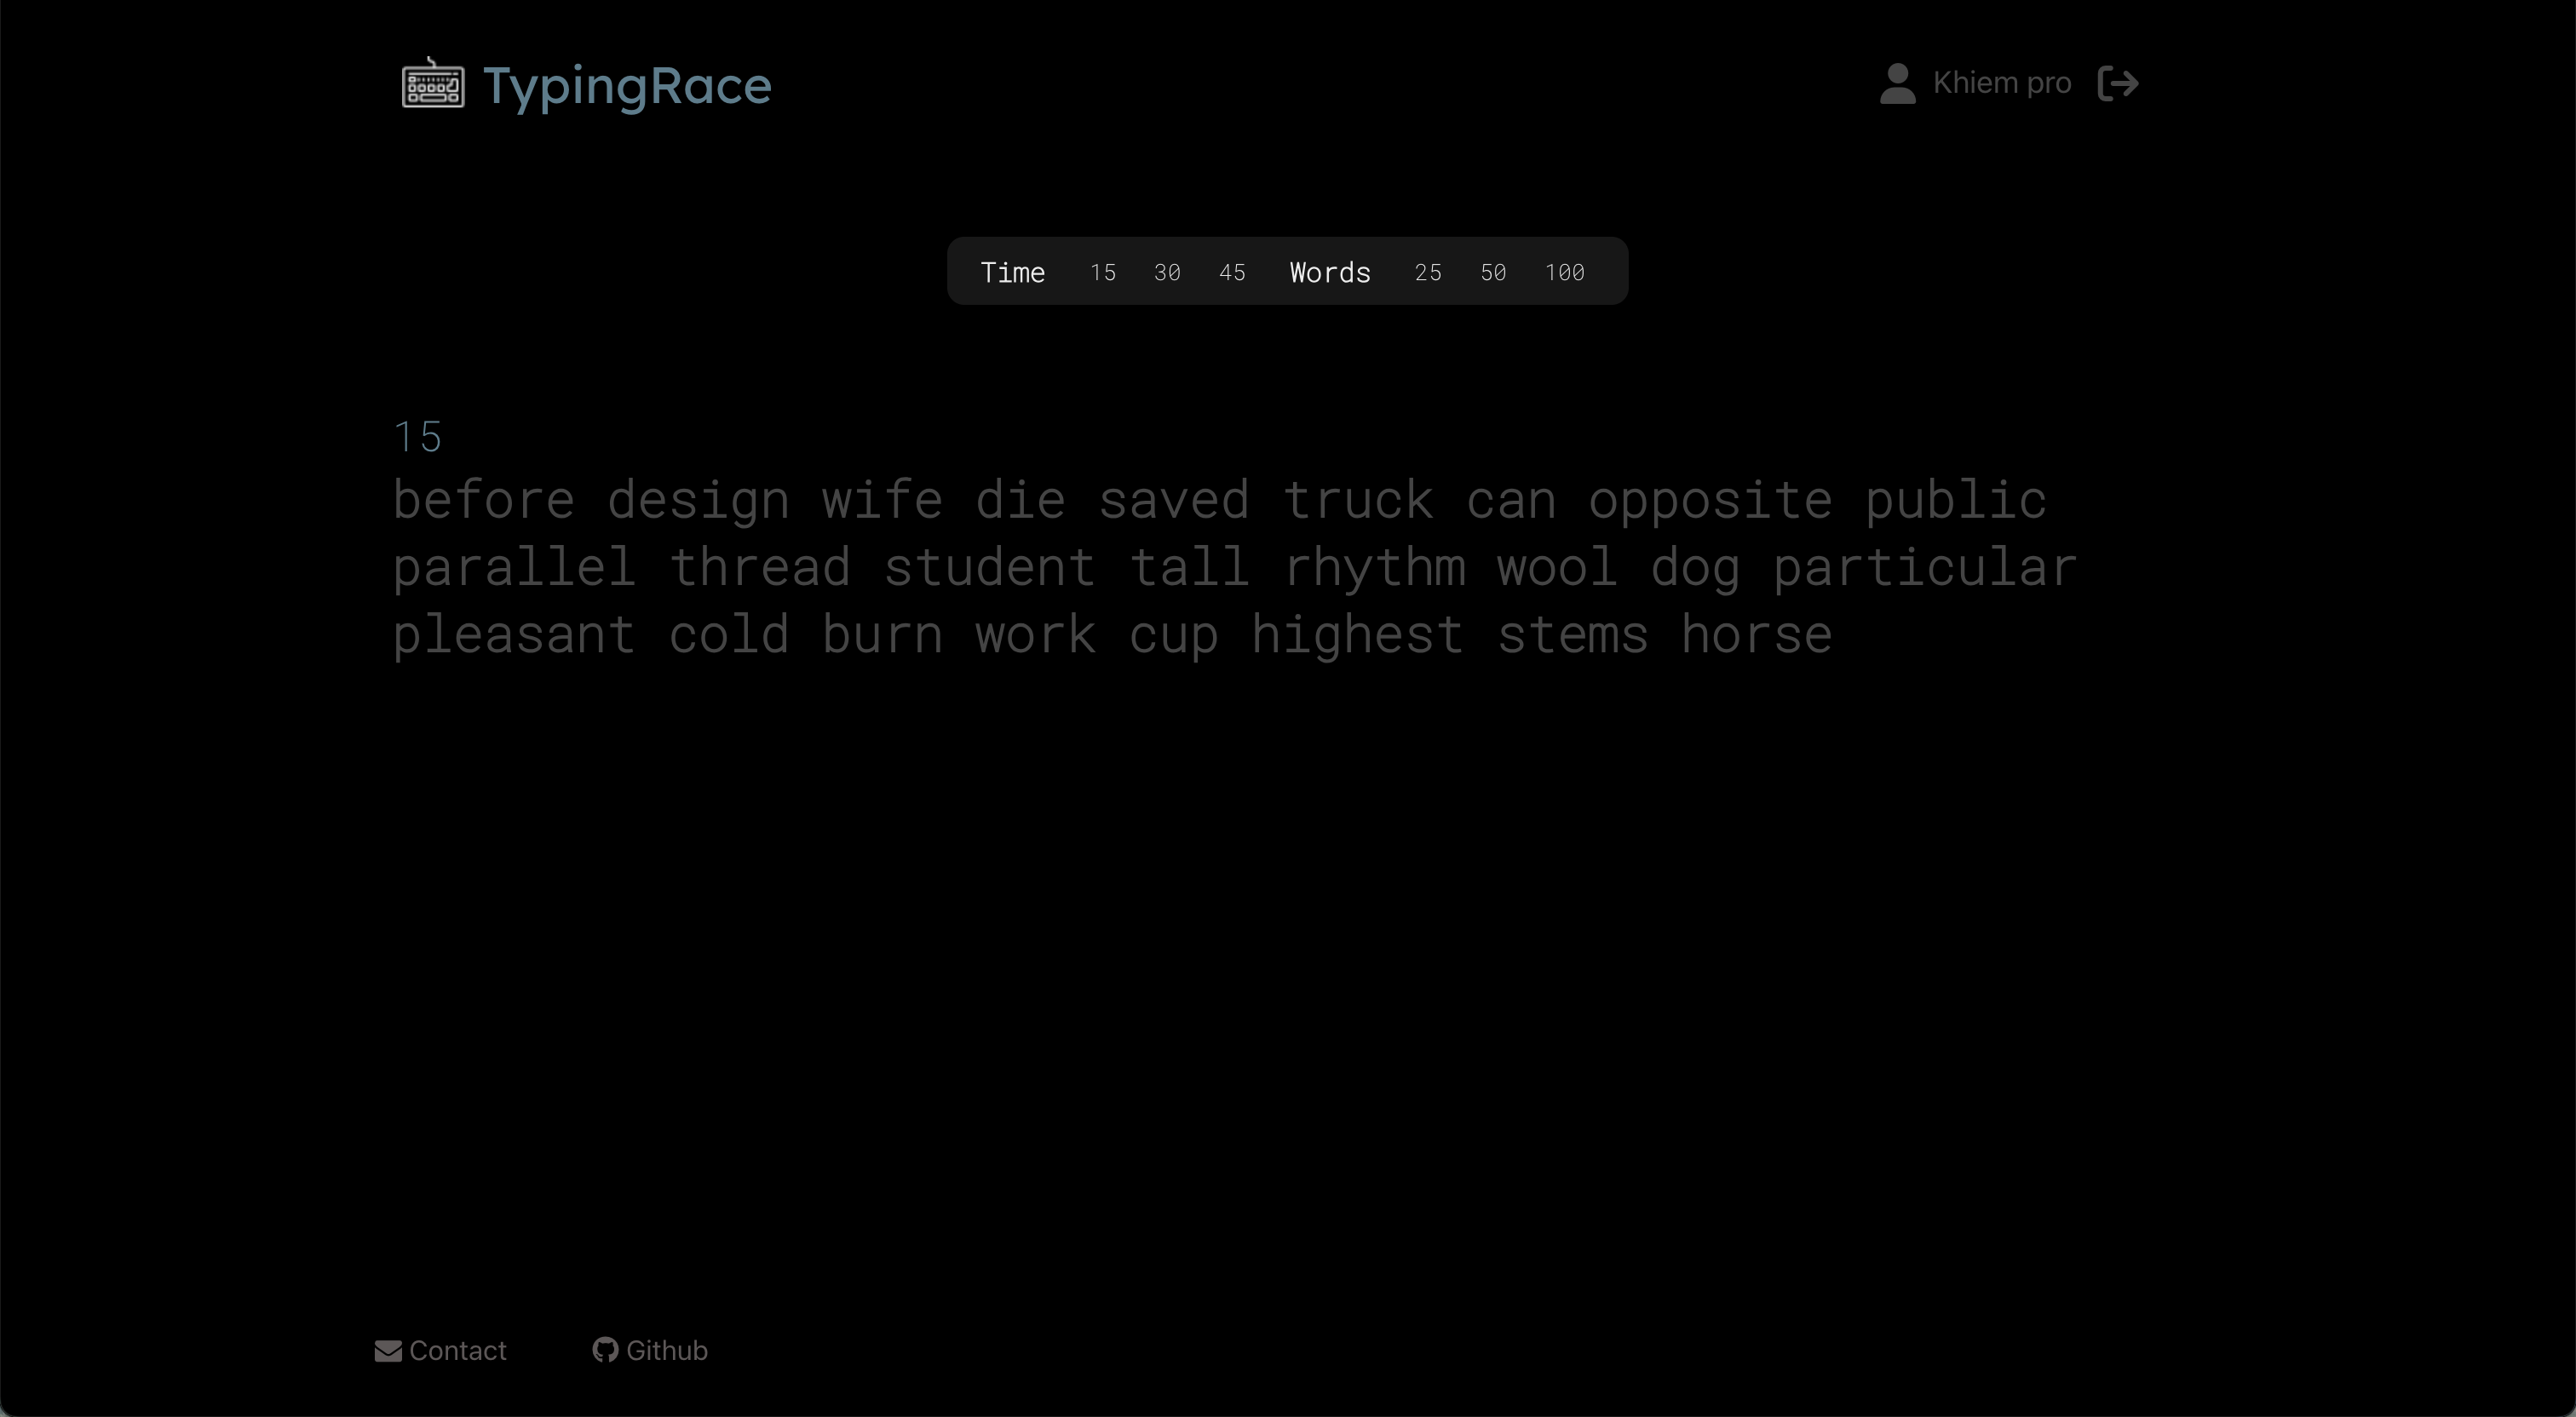 TypingRace
Khiem pro
Time 15 30 45 Words 25 50 100
15
before design wife die saved truck can opposite public
parallel thread student tall rhythm wool dog particular
pleasant cold burn work cup highest stems horse
Contact Github